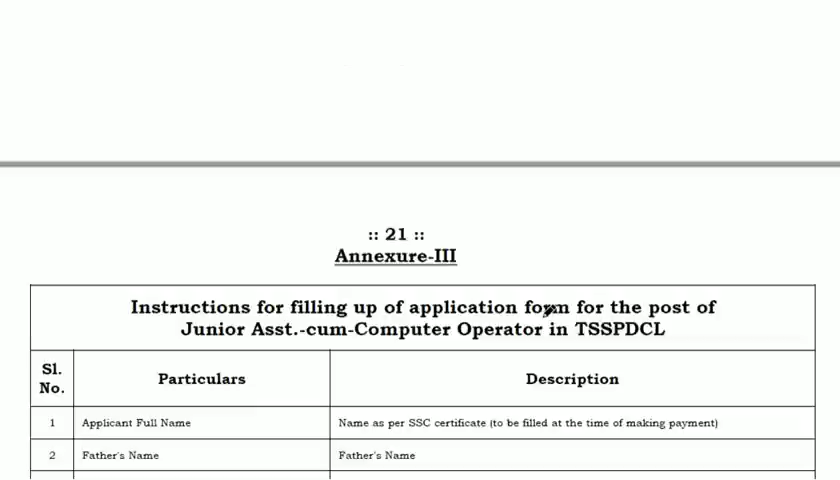 :: 21 ::
Annexure-III
Instructions for filling up of application form for the post of
Junior Asst.-cum-Computer Operator in TSSPDCL
Sl.
No.
Particulars
Description
1
Applicant Full Name
Name as per SSC certificate (to be filled at the time of making payment)
2
Father's Name
Father's Name